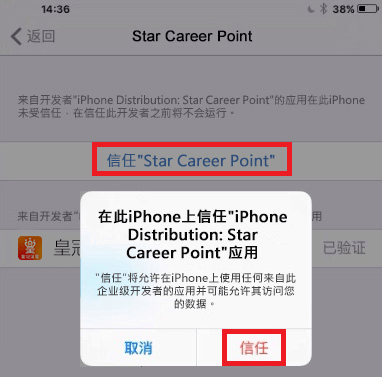 14:36
38%
返回
Star Career Point
来自开发者"iPhone Distribution: Star Career Point"的应用在此iPhone
未受信任。在信任此开发者之前将不会运行。
信任"Star Career Point"
在此iPhone上信任"iPhone
Distribution: Star
Career Point"应用
"信任"将允许在iPhone上使用任何来自此
企业级开发者的应用并可能允许其访问您
的数据。
取消
信任
来自开发者"iPh
用
皇冠
已验证